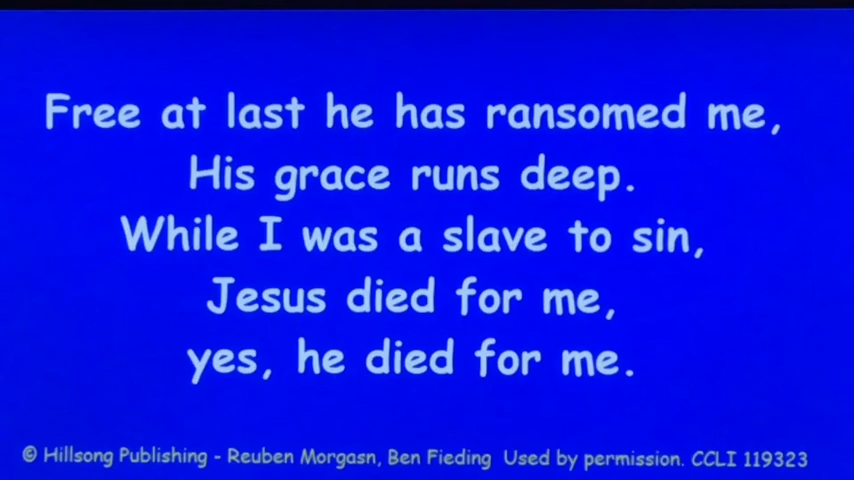 Free at last he has ransomed me,
His grace runs deep.
While I was a slave to sin,
Jesus died for me,
yes, he died for me.
© Hillsong Publishing - Reuben Morgasn, Ben Fieding Used by permission. CCLI 119323